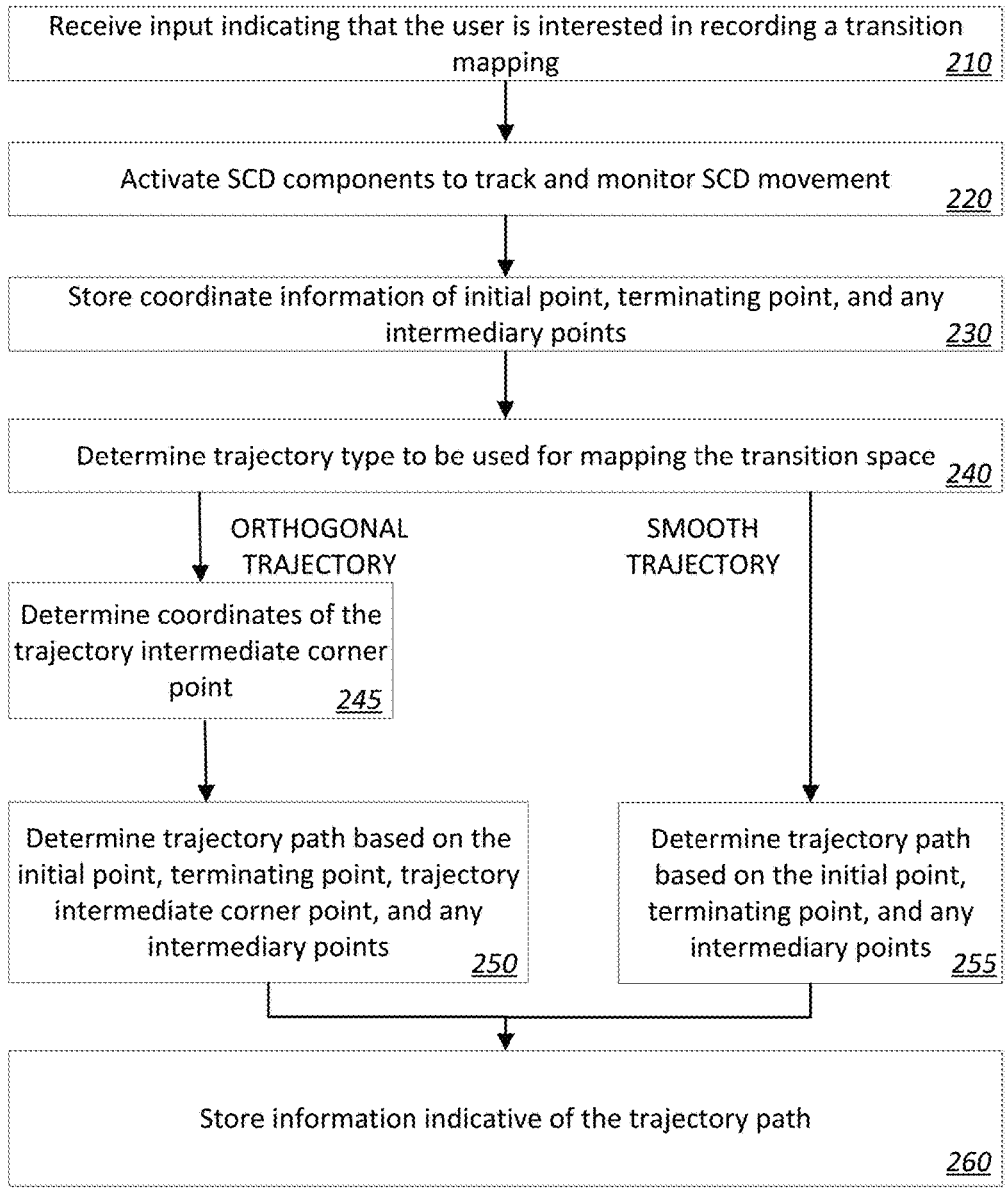 Receive input indicating that the user is interested in recording a transition
mapping
210
Activate SCD components to track and monitor SCD movement
220
Store coordinate information of initial point, terminating point, and any
intermediary points
230
Determine trajectory type to be used for mapping the transition space
240
ORTHOGONAL
TRAJECTORY
SMOOTH
TRAJECTORY
Determine coordinates of the
trajectory intermediate corner
point
245
Determine trajectory path based on the
initial point, terminating point, trajectory
intermediate corner point, and any
intermediary points
250
Determine trajectory path
based on the initial point,
terminating point, and any
intermediary points
255
Store information indicative of the trajectory path
260